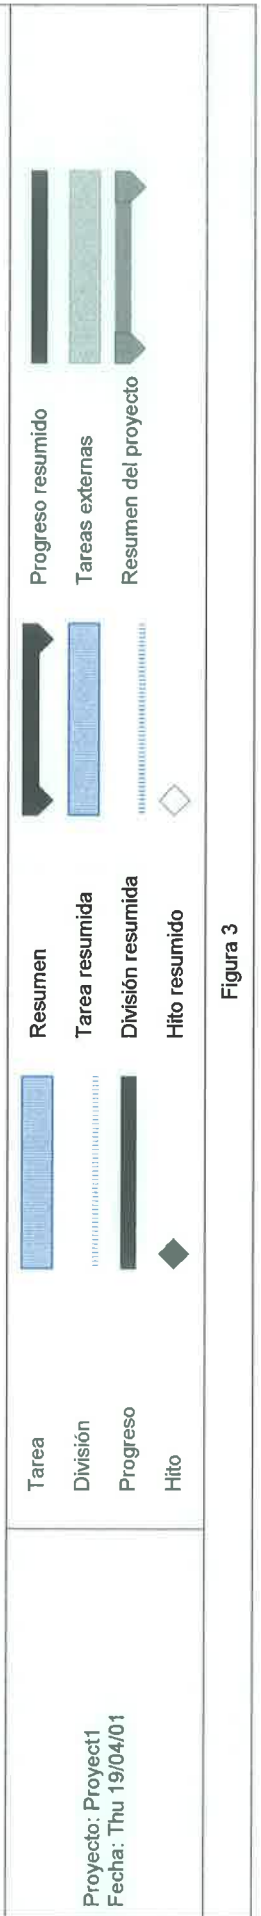 Proyecto: Proyect1
Fecha: Thu 19/04/01
Tarea
División
Progreso
Hito
Resumen
Tarea resumida
División resumida
Hito resumido
Progreso resumido
Tareas externas
Resumen del proyecto
Figura 3